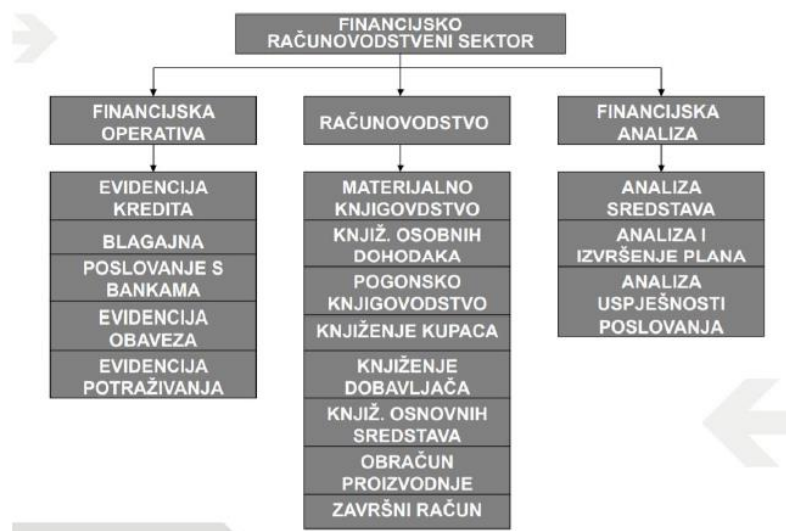 FINANCIJSKO
RAČUNOVODSTVENI SEKTOR
FINANCIJSKA
OPERATIVA
EVIDENCIJA
KREDITA
BLAGAJNA
POSLOVANJE S
BANKAMA
EVIDENCIJA
OBAVEZA
EVIDENCIJA
POTRAŽIVANJA
RAČUNOVODSTVO
MATERIJALNO
KNJIGOVDSTVO
KNJIŽ. OSOBNIH
DOHODAKA
POGONSKO
KNJIGOVODSTVO
KNJIŽENJE KUPACA
KNJIŽENJE
DOBAVLJAČA
KNJIŽ. OSNOVNIH
SREDSTAVA
OBRAČUN
PROIZVODNJE
ZAVRŠNI RAČUN
FINANCIJSKA
ANALIZA
ANALIZA
SREDSTAVA
ANALIZA I
IZVRŠENJE PLANA
ANALIZA
USPJEŠNOSTI
POSLOVANJA